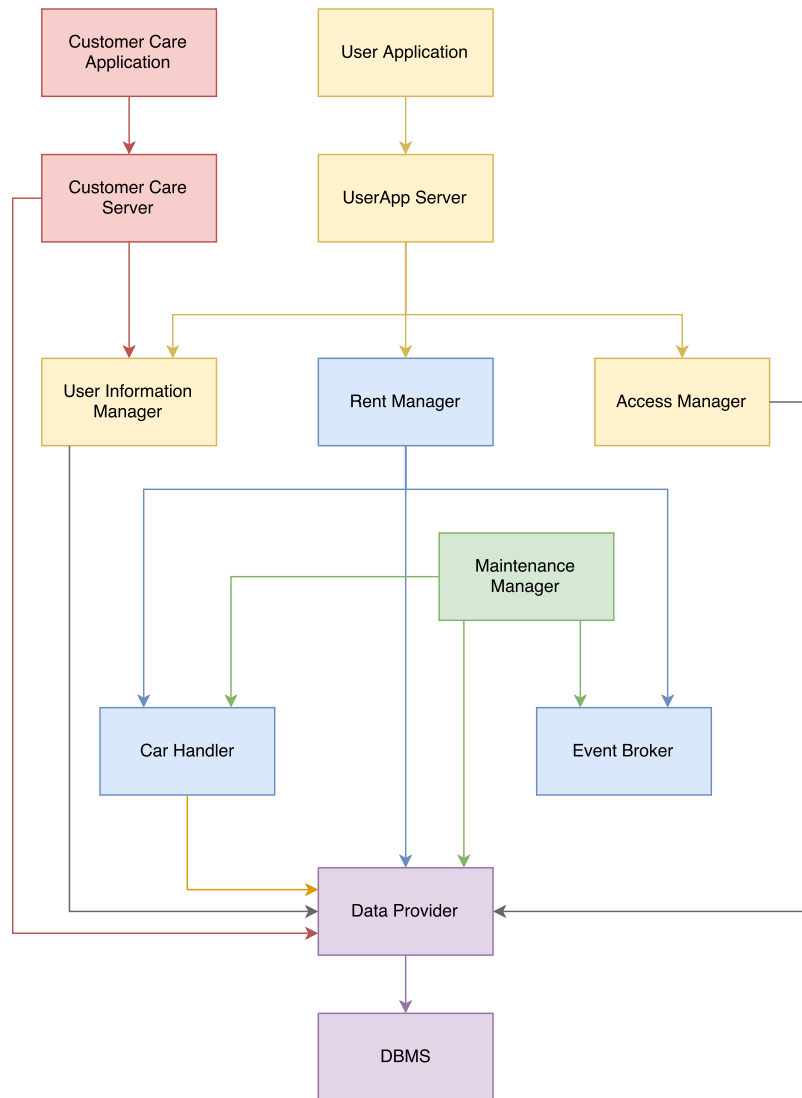 Customer Care
Application
User Application
Customer Care
Server
UserApp Server
User Information
Manager
Rent Manager
Access Manager
Maintenance
Manager
Car Handler
Event Broker
Data Provider
DBMS